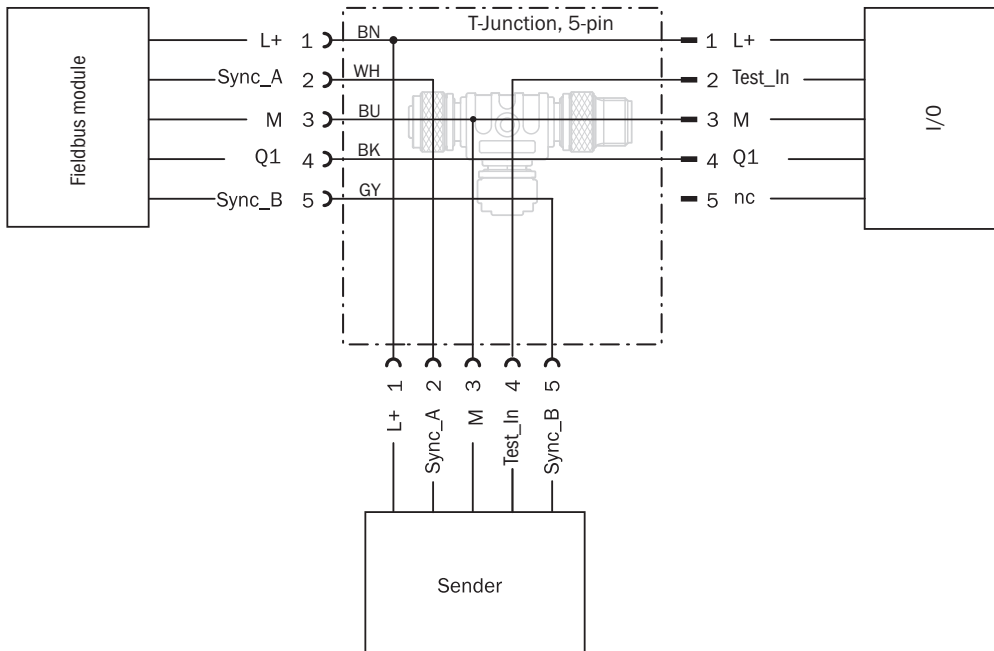 T-Junction, 5-pin
L+ 1 BN 1 L+
Sync_A 2 WH 2 Test_In
M 3 BU 3 M
Q1 4 BK 4 Q1
Sync_B 5 GY 5 nc
Fieldbus module
I/0
1 2 3 4 5
L+ Sync_A M Test_In Sync_B
Sender